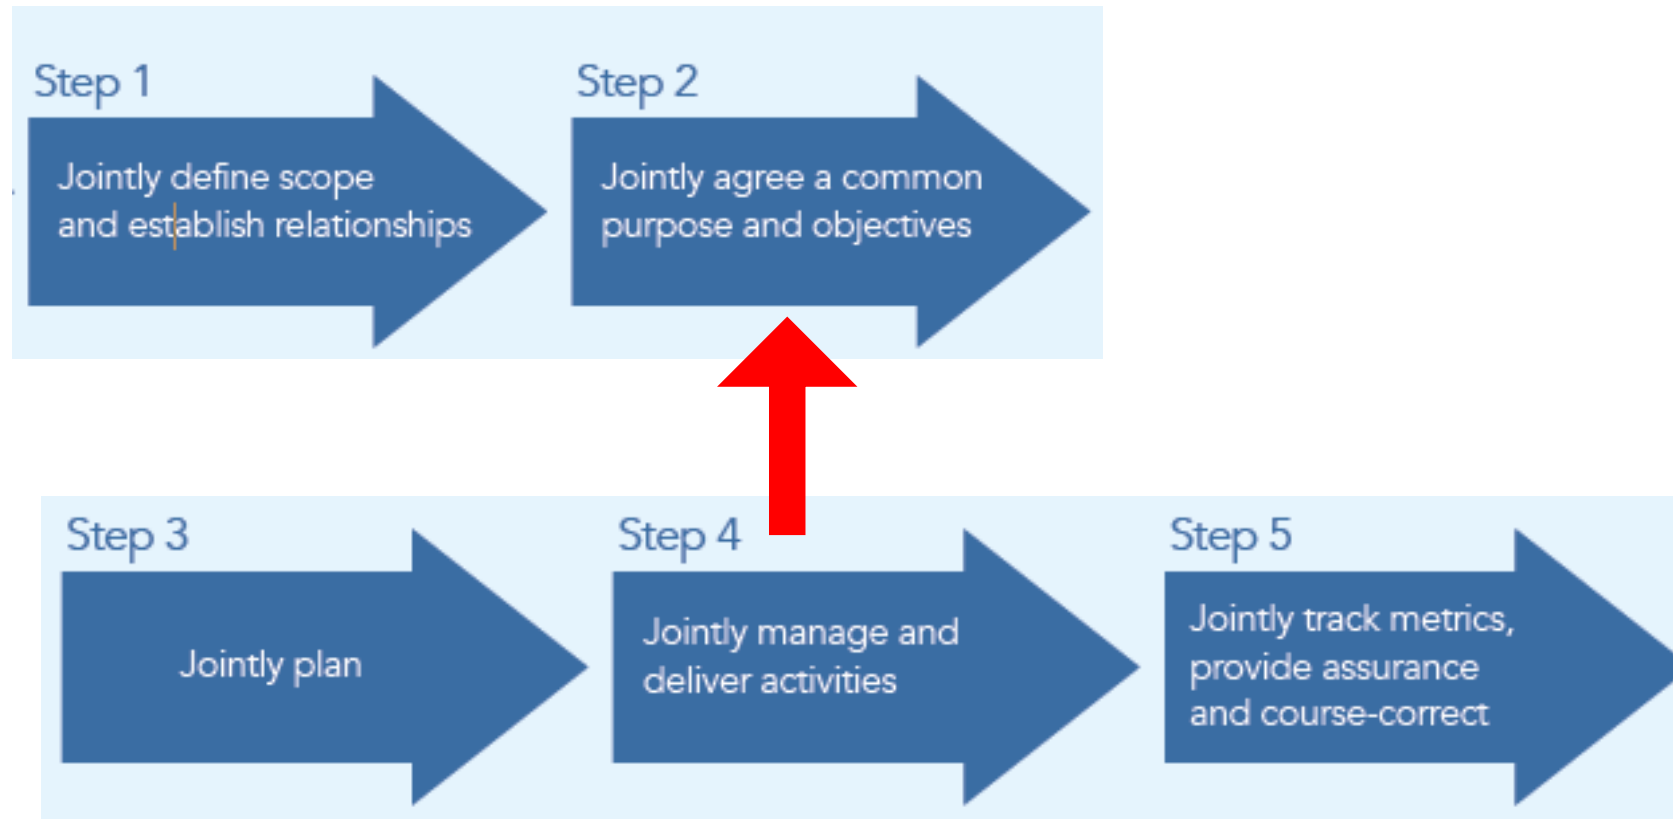 Step 1
Jointly define scope
and establish relationships
Step 2
Jointly agree a common
purpose and objectives
Step 3
Jointly plan
Step 4
Jointly manage and
deliver activities
Step 5
Jointly track metrics,
provide assurance
and course-correct